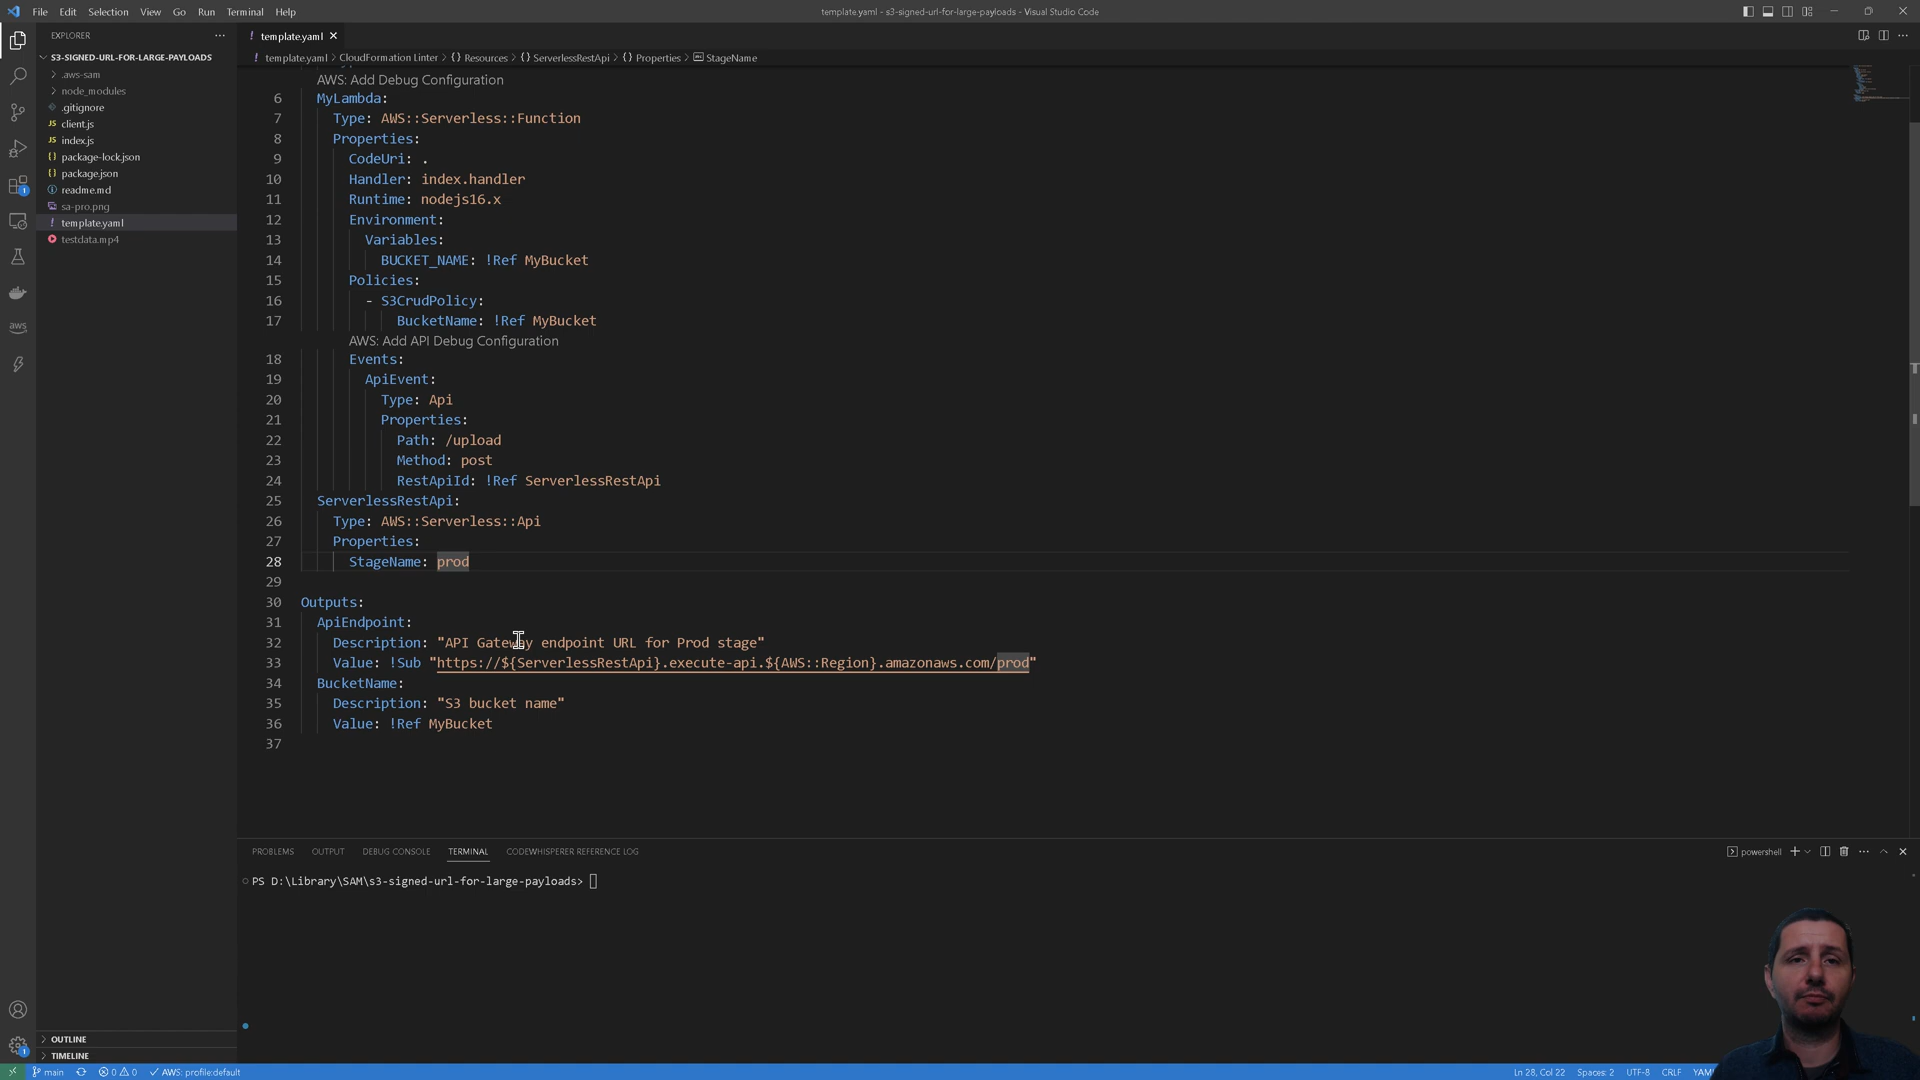 File Edit Selection View Go Run Terminal Help
template.yaml - s3-signed-url-for-large-payloads - Visual Studio Code
EXPLORER
S3-SIGNED-URL-FOR-LARGE-PAYLOADS
.aws-sam
node_modules
.gitignore
JS client.js
JS index.js
{} package-lock.json
{} package.json
readme.md
sa-pro.png
! template.yaml
testdata.mp4
aws
1
1
OUTLINE
TIMELINE
! template.yaml
! template.yaml > CloudFormation Linter > {} Resources > {} ServerlessRestApi > {} Properties > StageName
AWS: Add Debug Configuration
6 MyLambda:
7 Type: AWS::Serverless::Function
8 Properties:
9 CodeUri: .
10 Handler: index.handler
11 Runtime: nodejs16.x
12 Environment:
13 Variables:
14 BUCKET_NAME: !Ref MyBucket
15 Policies:
16 - S3CrudPolicy:
17 BucketName: !Ref MyBucket
AWS: Add API Debug Configuration
18 Events:
19 ApiEvent:
20 Type: Api
21 Properties:
22 Path: /upload
23 Method: post
24 RestApiId: !Ref ServerlessRestApi
25 ServerlessRestApi:
26 Type: AWS::Serverless::Api
27 Properties:
28 StageName: prod
29
30 Outputs:
31 ApiEndpoint:
32 Description: "API Gateway endpoint URL for Prod stage"
33 Value: !Sub "https://${ServerlessRestApi}.execute-api.${AWS::Region}.amazonaws.com/prod"
34 BucketName:
35 Description: "S3 bucket name"
36 Value: !Ref MyBucket
37
PROBLEMS OUTPUT DEBUG CONSOLE TERMINAL CODEWHISPERER REFERENCE LOG
powershell
PS D:\Library\SAM\s3-signed-url-for-large-payloads>
main 0 0 AWS: profile:default
Ln 28, Col 22 Spaces: 2 UTF-8 CRLF YAM